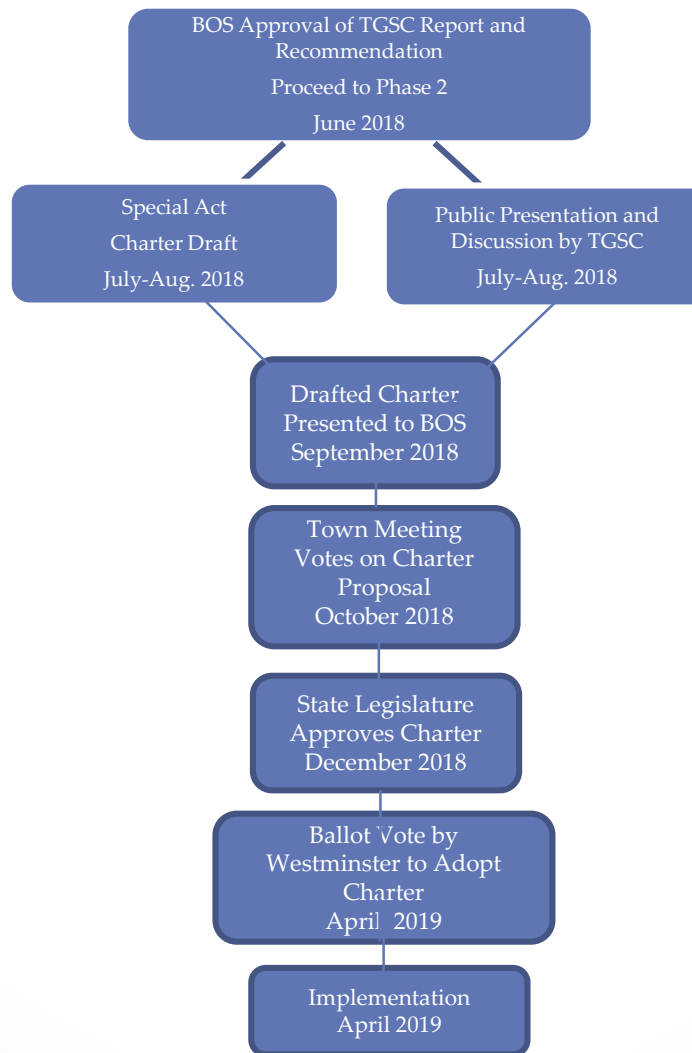 BOS Approval of TGSC Report and
Recommendation
Proceed to Phase 2
June 2018
Special Act
Charter Draft
July-Aug. 2018
Public Presentation and
Discussion by TGSC
July-Aug. 2018
Drafted Charter
Presented to BOS
September 2018
Town Meeting
Votes on Charter
Proposal
October 2018
State Legislature
Approves Charter
December 2018
Ballot Vote by
Westminster to Adopt
Charter
April  2019
Implementation
April 2019